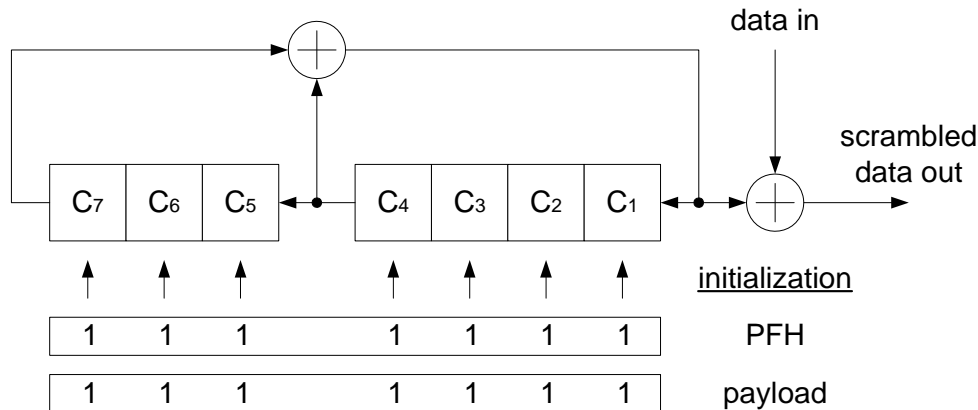 data in
scrambled
data out
C7 C6 C5 C4 C3 C2 C1
initialization
1 1 1 1 1 1 1 PFH
1 1 1 1 1 1 1 payload